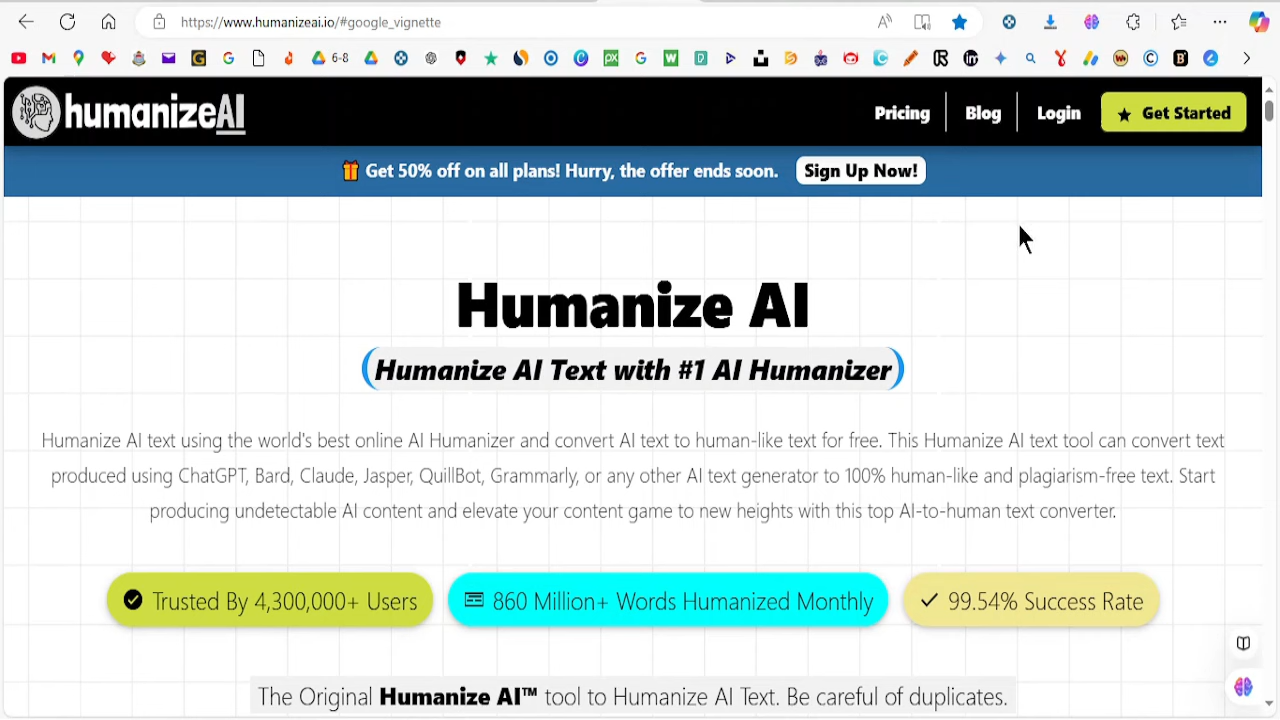 https://www.humanizeai.io/#google_vignette
6-8
humanizeAI
Pricing
Blog
Login
Get Started
Get 50% off on all plans! Hurry, the offer ends soon.
Sign Up Now!
Humanize AI
Humanize AI Text with #1 AI Humanizer
Humanize AI text using the world's best online AI Humanizer and convert AI text to human-like text for free. This Humanize AI text tool can convert text
produced using ChatGPT, Bard, Claude, Jasper, QuillBot, Grammarly, or any other AI text generator to 100% human-like and plagiarism-free text. Start
producing undetectable AI content and elevate your content game to new heights with this top AI-to-human text converter.
Trusted By 4,300,000+ Users
860 Million+ Words Humanized Monthly
99.54% Success Rate
The Original Humanize AI™ tool to Humanize AI Text. Be careful of duplicates.